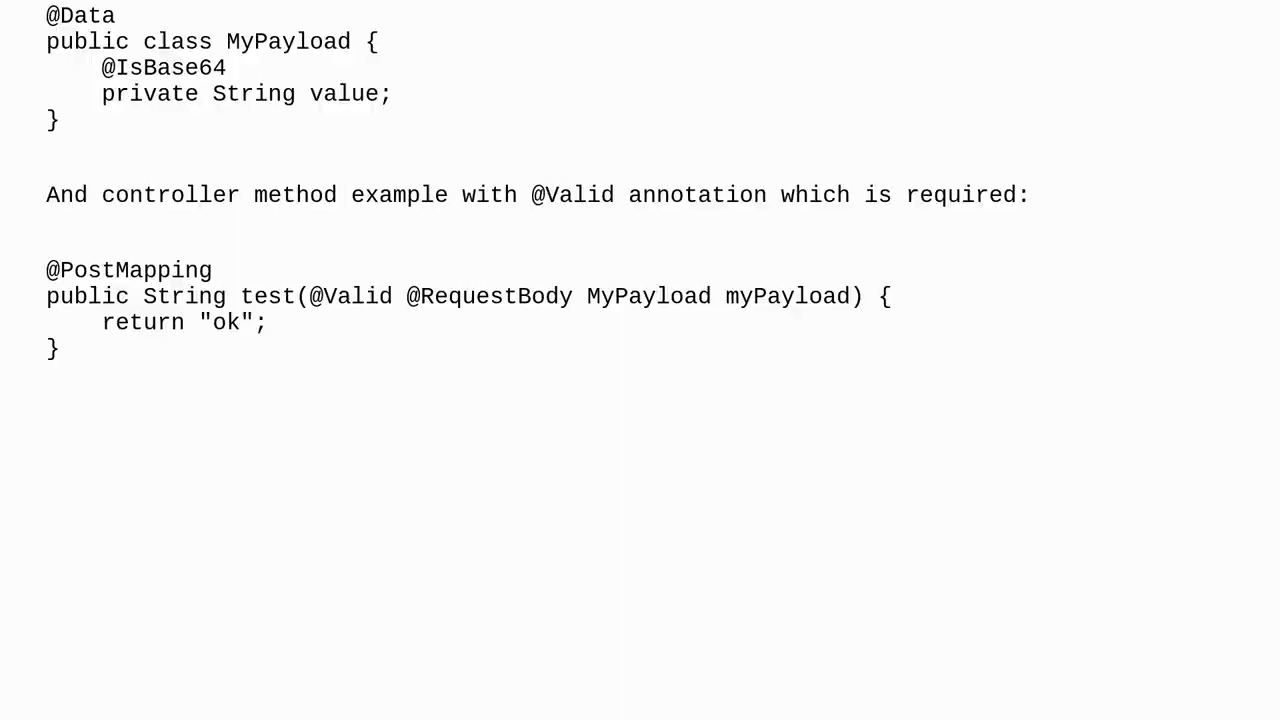 @Data
public class MyPayload {
    @IsBase64
    private String value;
}
And controller method example with @Valid annotation which is required:
@PostMapping
public String test(@Valid @RequestBody MyPayload myPayload) {
    return "ok";
}